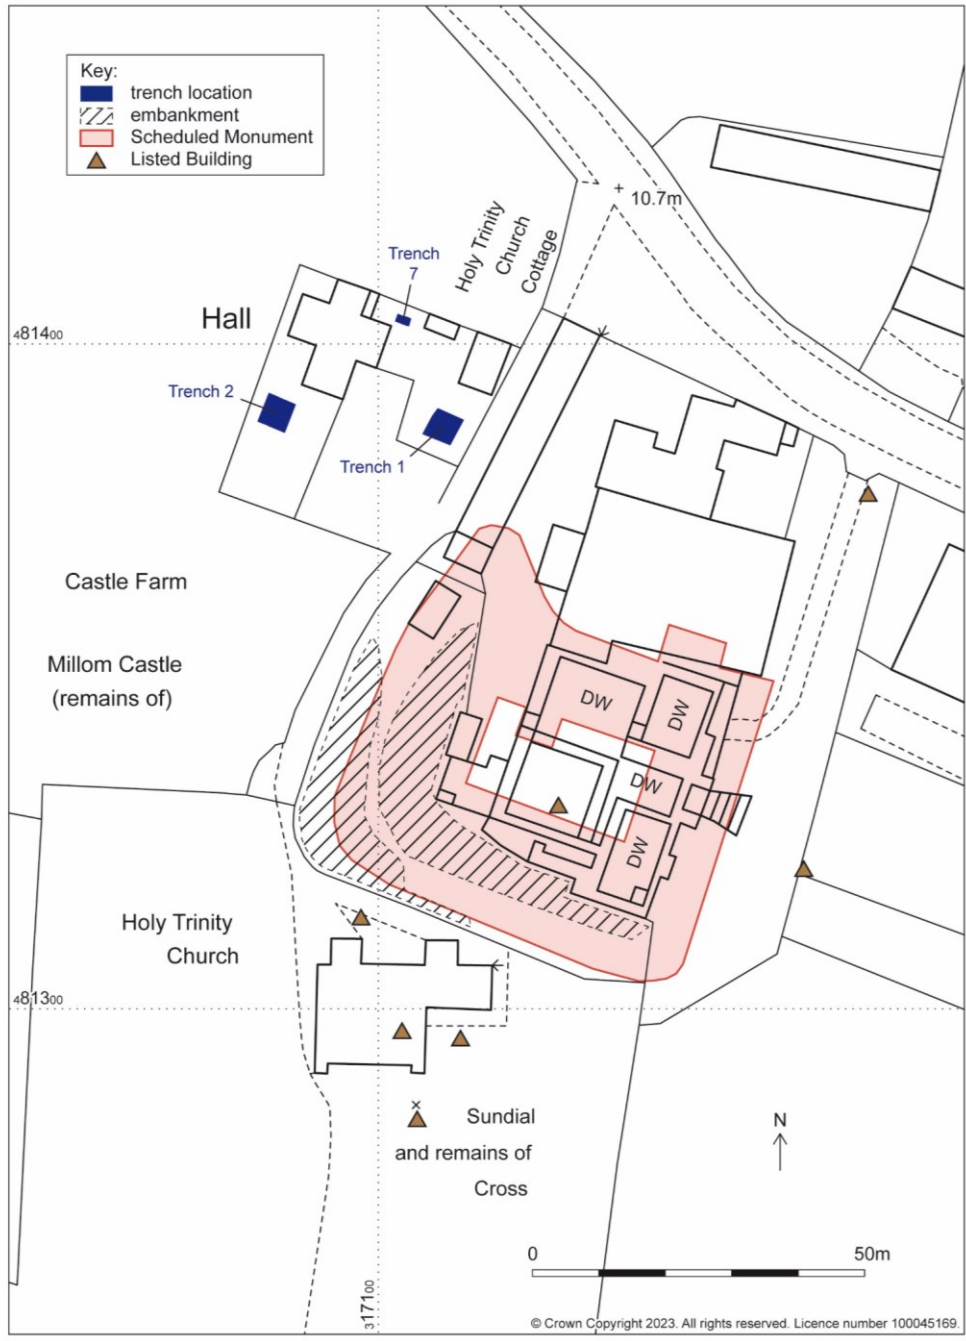 Key:
trench location
embankment
Scheduled Monument
Listed Building
10.7m
Holy Trinity
Church
Cottage
Trench
7
Hall
481400
Trench 2
Trench 1
Castle Farm
Millom Castle
(remains of)
DW
DW
DW
DW
Holy Trinity
Church
481300
Sundial
and remains of
Cross
N
0 50m
317100
© Crown Copyright 2023. All rights reserved. Licence number 100045169.